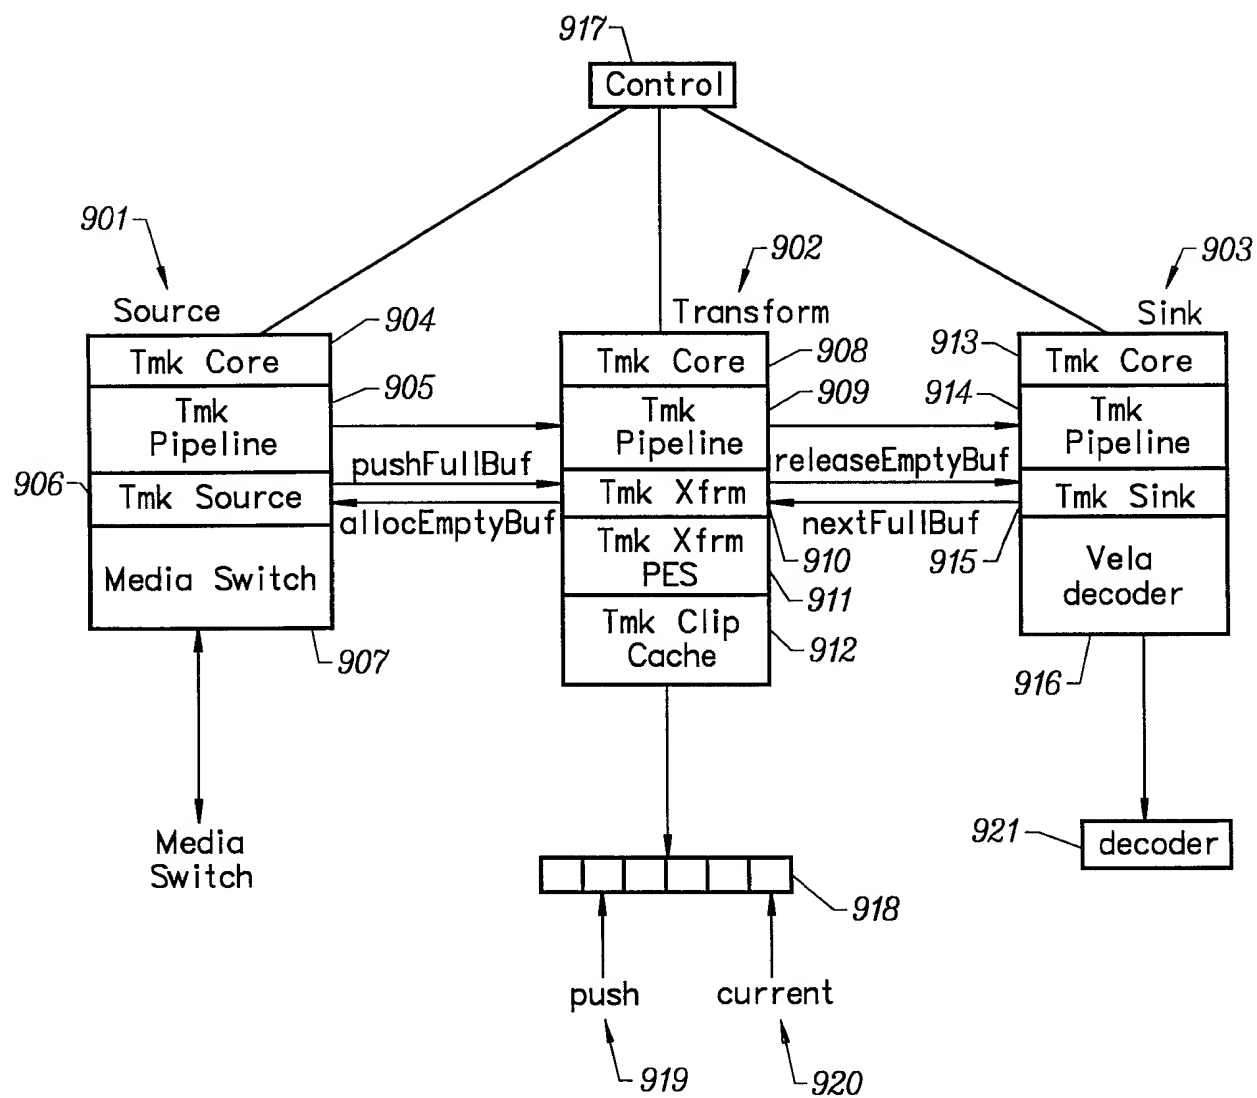 917
Control
901
902
903
Source
Transform
Sink
904
908
913
Tmk Core
Tmk Core
Tmk Core
905
909
914
Tmk
Pipeline
Tmk
Pipeline
Tmk
Pipeline
pushFullBuf
releaseEmptyBuf
906
Tmk Source
Tmk Xfrm
Tmk Sink
allocEmptyBuf
nextFullBuf
910
915
Media Switch
Tmk Xfrm
PES
Vela
decoder
911
907
Tmk Clip
Cache
912
916
Media
Switch
921
decoder
918
push
current
919
920